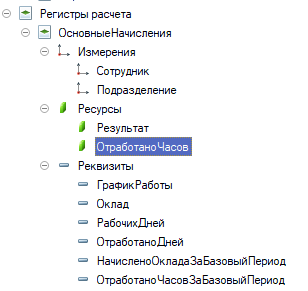 Регистры расчета
ОсновныеНачисления
Измерения
Сотрудник
Подразделение
Ресурсы
Результат
ОтработаноЧасов
Реквизиты
ГрафикРаботы
Оклад
РабочихДней
ОтработаноДней
НачисленоОкладаЗаБазовыйПериод
ОтработаноЧасовЗаБазовыйПериод